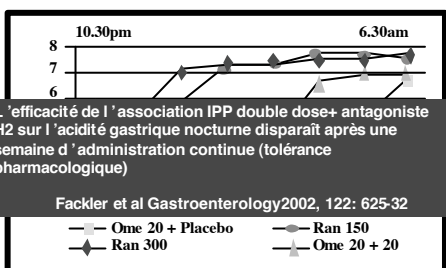 10.30pm 6.30am
8
7
6
L 'efficacité de l 'association IPP double dose+ antagoniste
H2 sur l 'acidité gastrique nocturne disparaît après une
semaine d 'administration continue (tolérance
pharmacologique)
Fackler et al Gastroenterology2002, 122: 625-32
Ome 20 + Placebo Ran 150
Ran 300 Ome 20 + 20